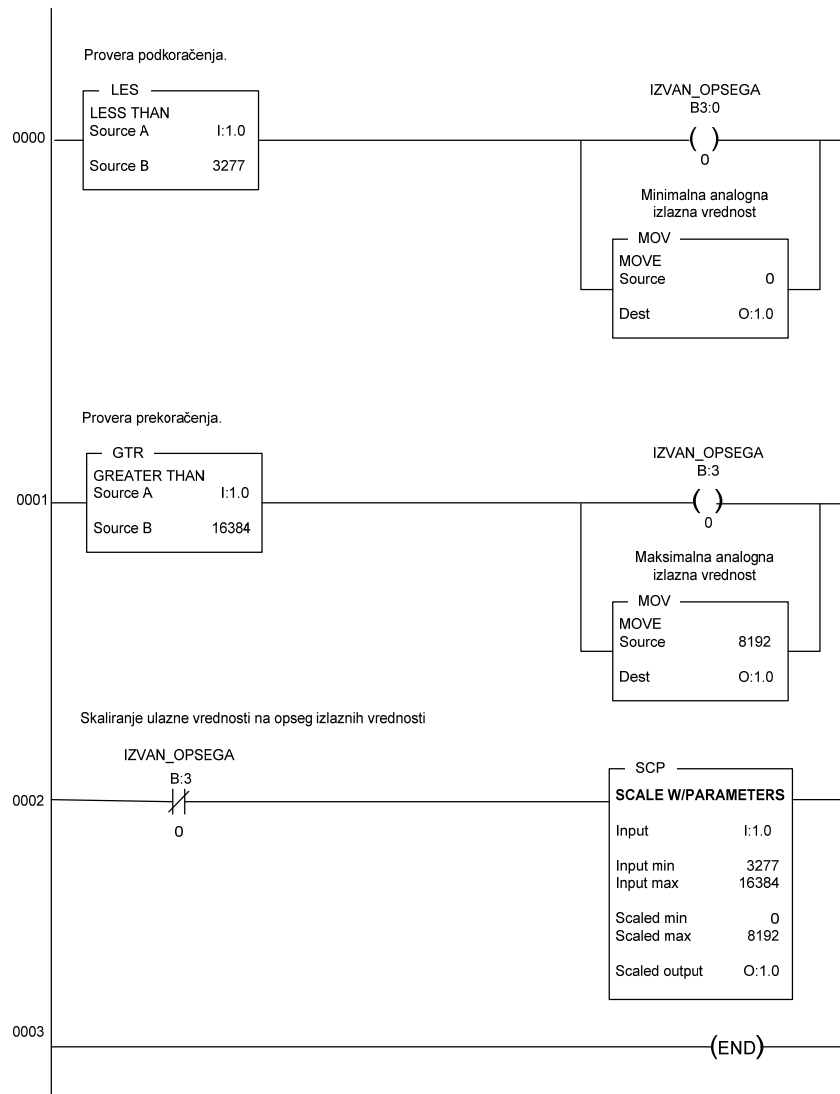 Provera podkoračenja.
LES
LESS THAN
Source A I:1.0
Source B 3277
0000
IZVAN_OPSEGA
B3:0
( )
0
Minimalna analogna
izlazna vrednost
MOV
MOVE
Source 0
Dest O:1.0
Provera prekoračenja.
GTR
GREATER THAN
Source A I:1.0
Source B 16384
0001
IZVAN_OPSEGA
B:3
( )
0
Maksimalna analogna
izlazna vrednost
MOV
MOVE
Source 8192
Dest O:1.0
Skaliranje ulazne vrednosti na opseg izlaznih vrednosti
IZVAN_OPSEGA
B:3
0
0002
SCP
SCALE W/PARAMETERS
Input I:1.0
Input min 3277
Input max 16384
Scaled min 0
Scaled max 8192
Scaled output O:1.0
0003
(END)